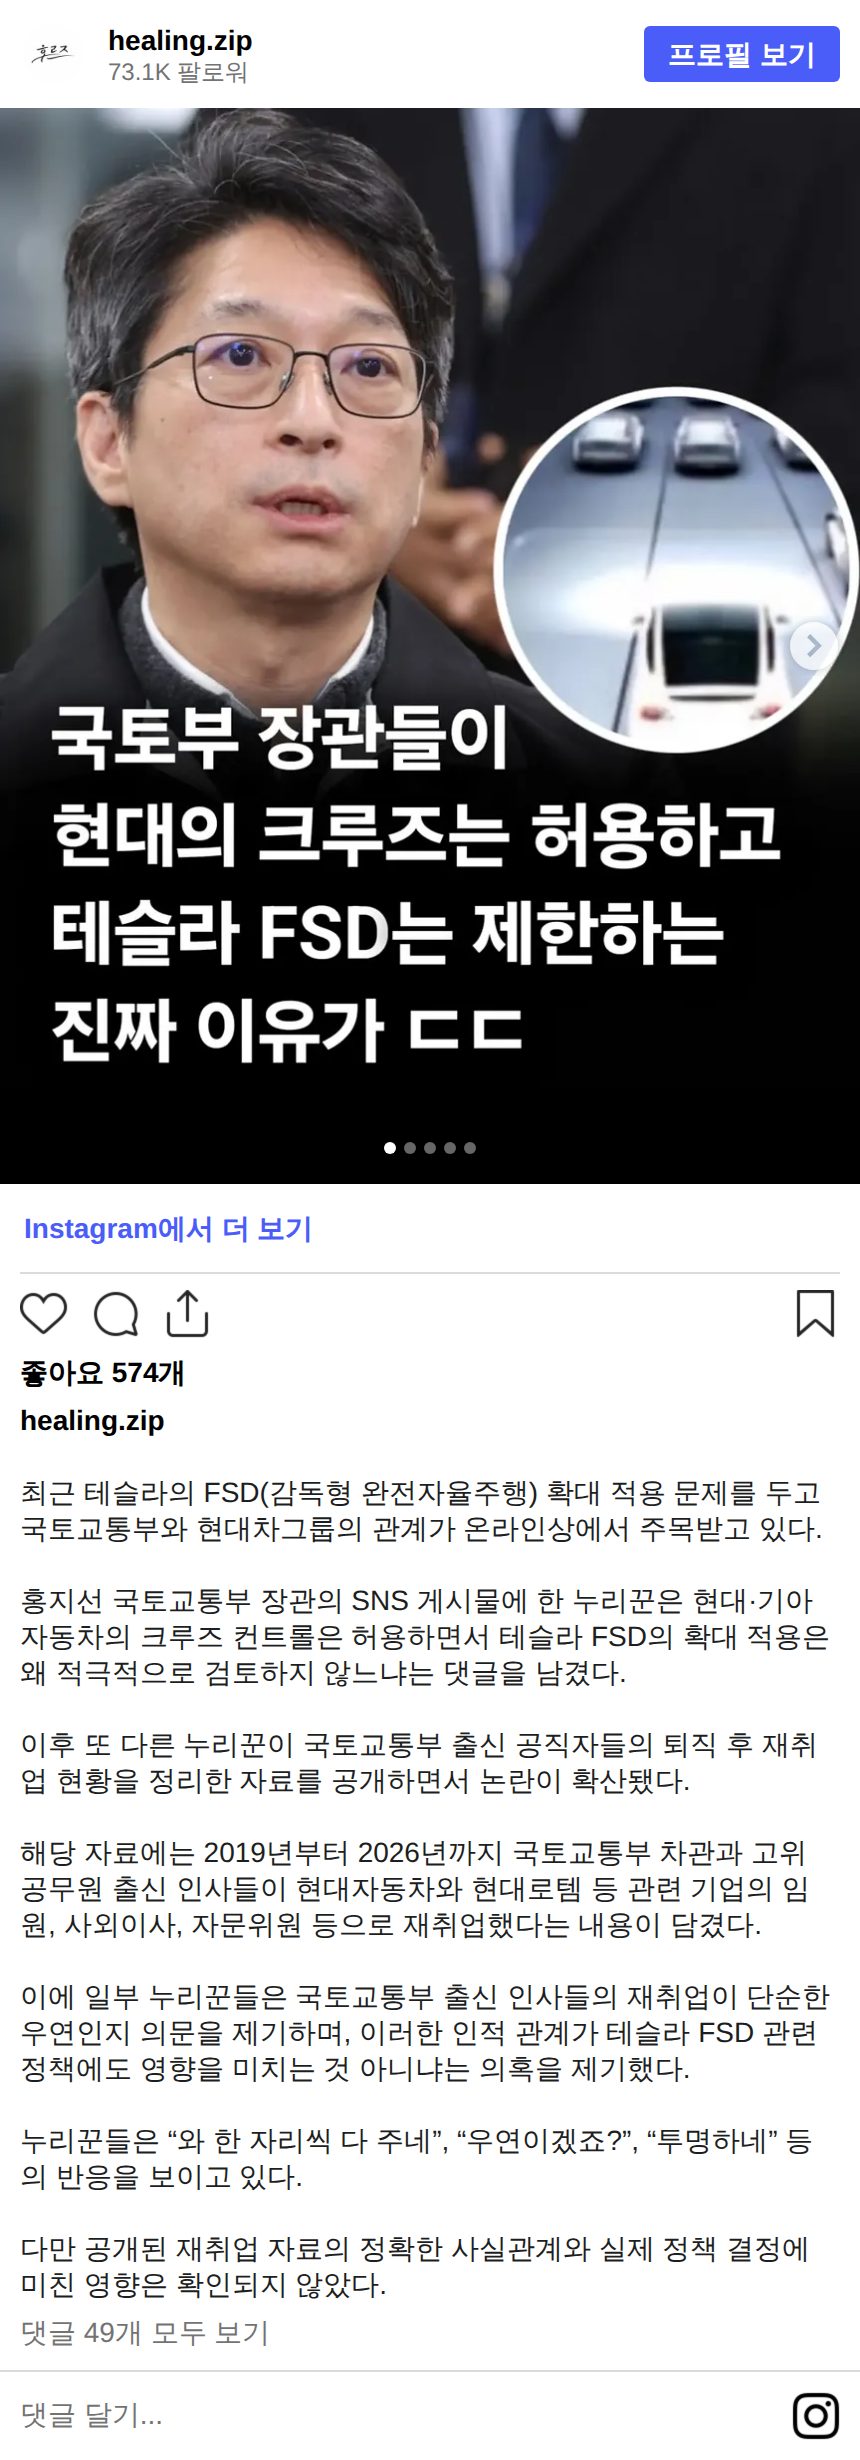 흐르즈
healing.zip
73.1K 팔로워
프로필 보기
국토부 장관들이
현대의 크루즈는 허용하고
테슬라 FSD는 제한하는
진짜 이유가 ㄷㄷ
Instagram에서 더 보기
좋아요 574개
healing.zip
최근 테슬라의 FSD(감독형 완전자율주행) 확대 적용 문제를 두고
국토교통부와 현대차그룹의 관계가 온라인상에서 주목받고 있다.
홍지선 국토교통부 장관의 SNS 게시물에 한 누리꾼은 현대·기아
자동차의 크루즈 컨트롤은 허용하면서 테슬라 FSD의 확대 적용은
왜 적극적으로 검토하지 않느냐는 댓글을 남겼다.
이후 또 다른 누리꾼이 국토교통부 출신 공직자들의 퇴직 후 재취
업 현황을 정리한 자료를 공개하면서 논란이 확산됐다.
해당 자료에는 2019년부터 2026년까지 국토교통부 차관과 고위
공무원 출신 인사들이 현대자동차와 현대로템 등 관련 기업의 임
원, 사외이사, 자문위원 등으로 재취업했다는 내용이 담겼다.
이에 일부 누리꾼들은 국토교통부 출신 인사들의 재취업이 단순한
우연인지 의문을 제기하며, 이러한 인적 관계가 테슬라 FSD 관련
정책에도 영향을 미치는 것 아니냐는 의혹을 제기했다.
누리꾼들은 “와 한 자리씩 다 주네”, “우연이겠죠?”, “투명하네” 등
의 반응을 보이고 있다.
다만 공개된 재취업 자료의 정확한 사실관계와 실제 정책 결정에
미친 영향은 확인되지 않았다.
댓글 49개 모두 보기
댓글 달기...